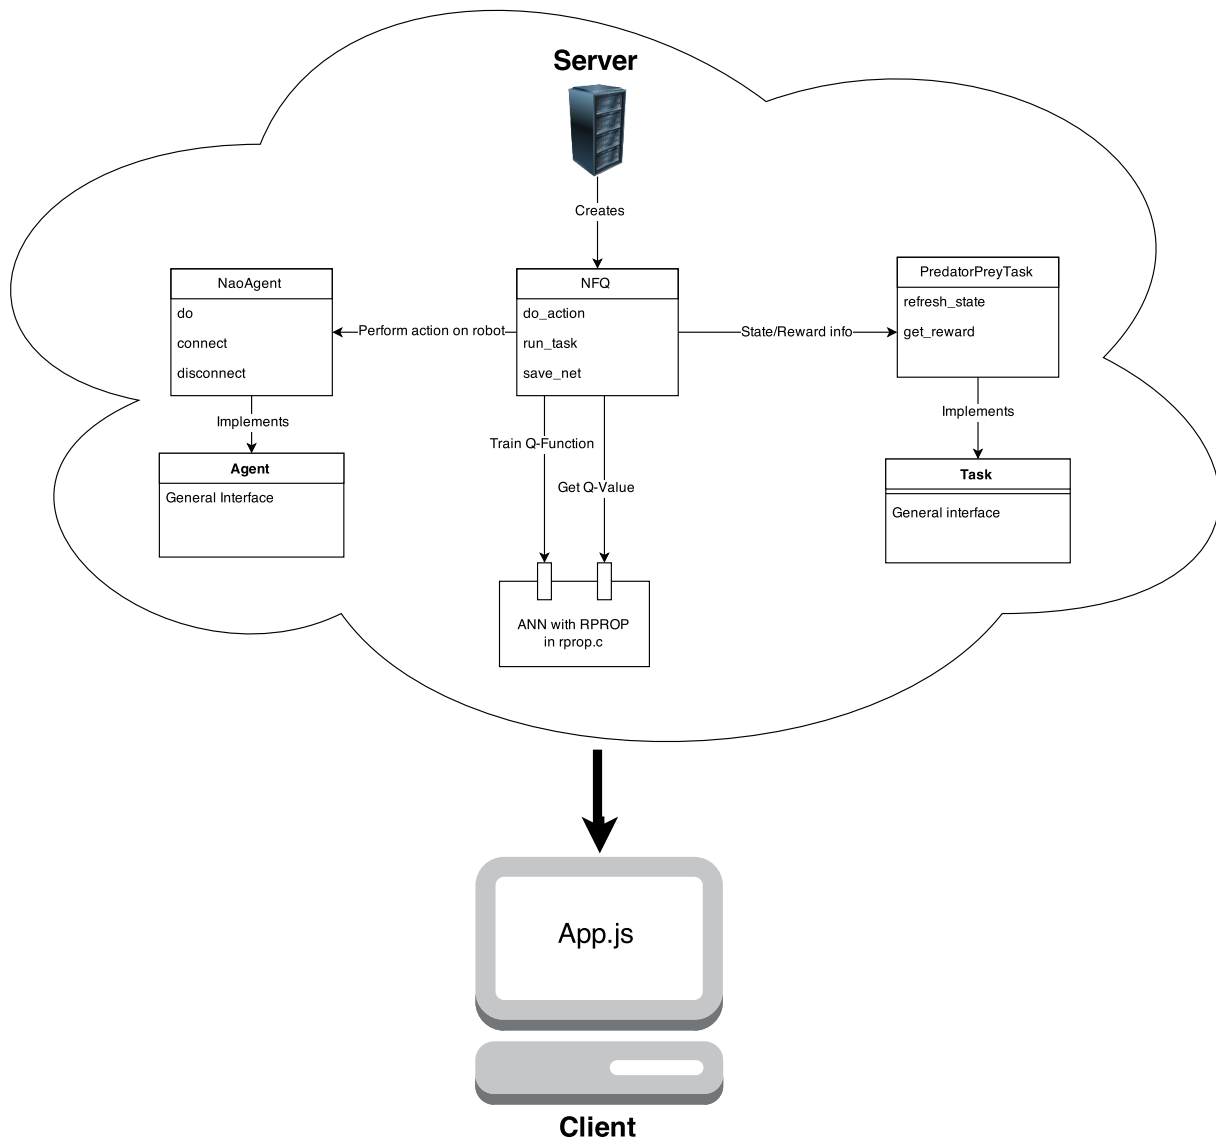 Server
Creates
NaoAgent
do
connect
disconnect
Perform action on robot
NFQ
do_action
run_task
save_net
State/Reward info
PredatorPreyTask
refresh_state
get_reward
Implements
Agent
General Interface
Train Q-Function
Get Q-Value
Implements
Task
General interface
ANN with RPROP
in rprop.c
App.js
Client